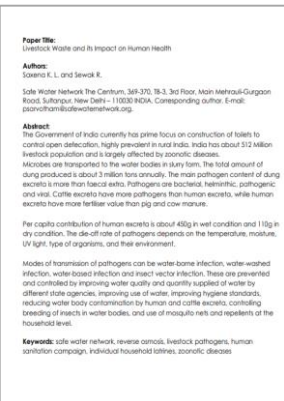 Paper Title:
Livestock Waste and its Impact on Human Health
Authors:
Saxena K. L. and Sewak R.
Safe Water Network The Centrum, 369-370, TB-3, 3rd Floor, Main Mehrauli-Gurgaon
Road, Sultanpur, New Delhi – 110030 INDIA. Corresponding author. E-mail:
psarvotham@safewaternetwork.org.
Abstract:
The Government of India currently has prime focus on construction of toilets to
control open defecation, highly prevalent in rural India. India has about 512 Million
livestock population and is largely affected by zoonotic diseases.
Microbes are transported to the water bodies in slurry form. The total amount of
dung produced is about 3 million tons annually. The main pathogen content of dung
excreta is more than faecal extra. Pathogens are bacterial, helminthic, pathogenic
and viral. Cattle excreta have more pathogens than human excreta, while human
excreta have more fertiliser value than pig and cow manure.
Per capita contribution of human excreta is about 450g in wet condition and 110g in
dry condition. The die-off rate of pathogens depends on the temperature, moisture,
UV light, type of organisms, and their environment.
Modes of transmission of pathogens can be water-borne infection, water-washed
infection, water-based infection and insect vector infection. These are prevented
and controlled by improving water quality and quantity supplied of water by
different state agencies, improving use of water, improving hygiene standards,
reducing water body contamination by human and cattle excreta, controlling
breeding of insects in water bodies, and use of mosquito nets and repellents at the
household level.
Keywords: safe water network, reverse osmosis, livestock pathogens, human
sanitation campaign, individual household latrines, zoonotic diseases